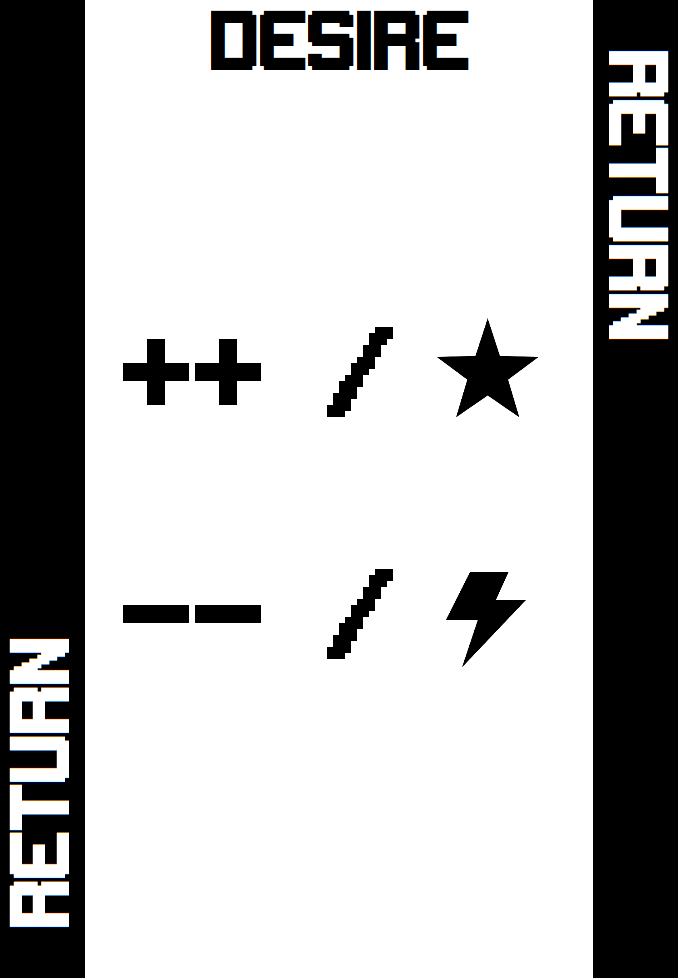 DESIRE
RETURN
++ / ★
-- / ⚡
RETURN